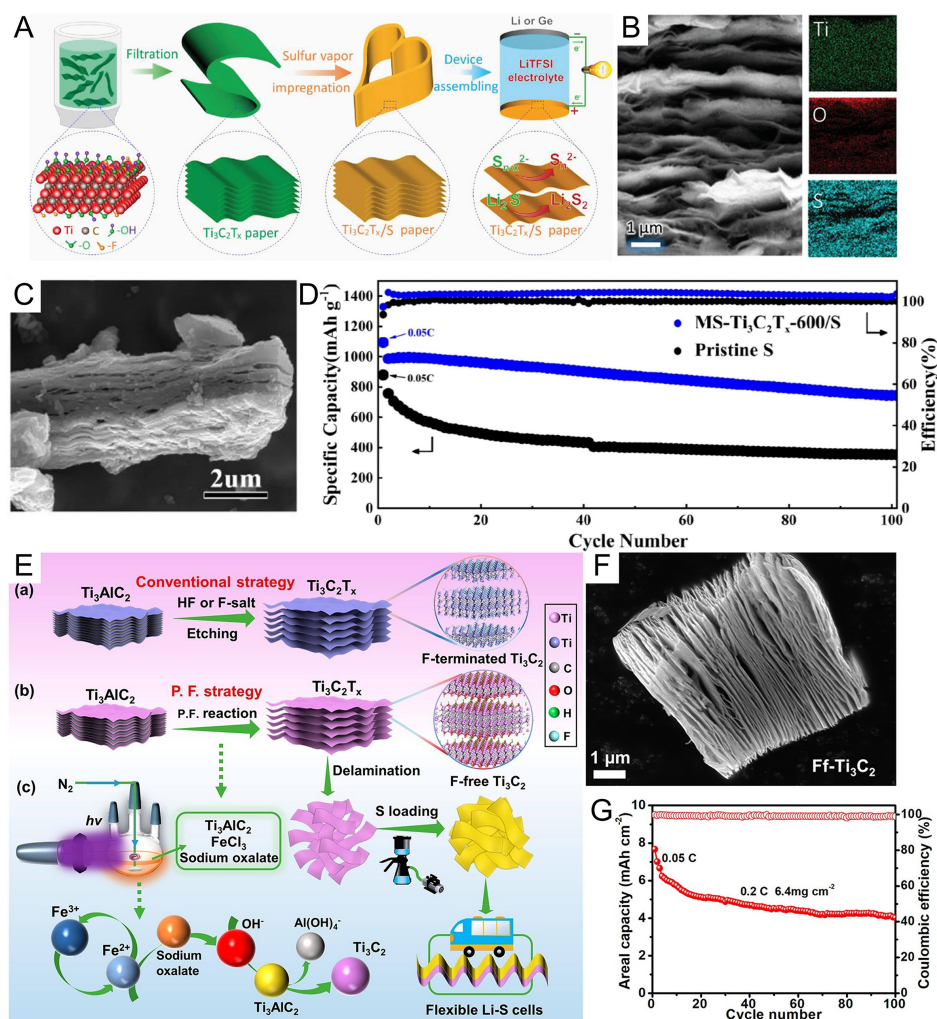 A
Filtration
Sulfur vapor
impregnation
Device
assembling
Li or Ge
−
e⁻
LiTFSI
electrolyte
e⁻
+
Ti C -OH
-O -F
Ti₃C₂Tₓ paper
Ti₃C₂Tₓ/S paper
Sₙ₋ₓ²⁻ Sₙ²⁻
Li₂S Li₂S₂
Ti₃C₂Tₓ/S paper
B
1 μm
Ti
O
S
C
2um
D
Specific Capacity(mAh g⁻¹)
1400
1200
1000
800
600
400
200
0
0.05C
0.05C
MS-Ti₃C₂Tₓ-600/S
Pristine S
0 20 40 60 80 100
Cycle Number
100
80
60
40
20
0
Efficiency(%)
E
(a)
Ti₃AlC₂
Conventional strategy
HF or F-salt
Etching
Ti₃C₂Tₓ
F-terminated Ti₃C₂
Ti
Ti
C
O
H
F
(b)
Ti₃AlC₂
P. F. strategy
P.F. reaction
Ti₃C₂Tₓ
F-free Ti₃C₂
(c)
N₂
hv
Ti₃AlC₂
FeCl₃
Sodium oxalate
Delamination
S loading
Fe³⁺
Fe²⁺
Sodium
oxalate
OH⁻
Ti₃AlC₂
Al(OH)₄⁻
Ti₃C₂
Flexible Li-S cells
F
1 μm
Ff-Ti₃C₂
G
Areal capacity (mAh cm⁻²)
10
8
6
4
2
0
0.05 C
0.2 C 6.4mg cm⁻²
0 20 40 60 80 100
Cycle number
100
80
60
40
20
0
Coulombic efficiency (%)